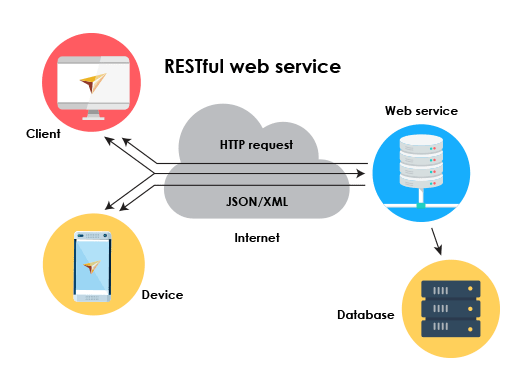 RESTful web service
Web service
Client
HTTP request
JSON/XML
Internet
Device
Database